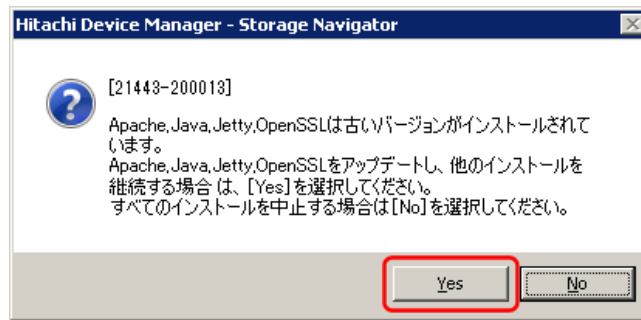 Hitachi Device Manager - Storage Navigator
[21443-200013]
Apache,Java,Jetty,OpenSSLは古いバージョンがインストールされて
います。
Apache,Java,Jetty,OpenSSLをアップデートし、他のインストールを
継続する場合は、[Yes]を選択してください。
すべてのインストールを中止する場合は[No]を選択してください。
Yes
No